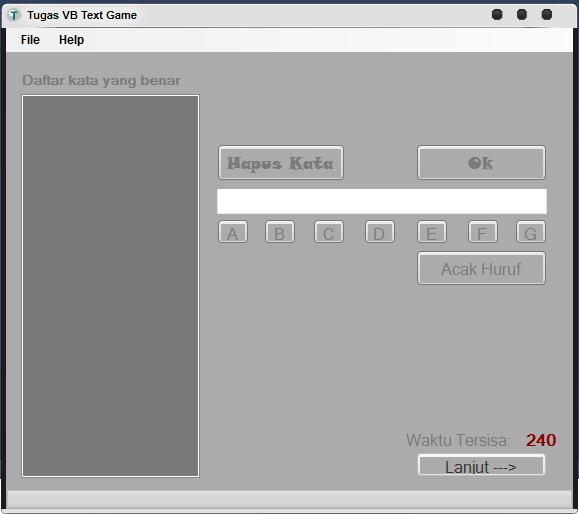 T Tugas VB Text Game
File Help
Daftar kata yang benar
Hapus Kata Ok
A B C D E F G
Acak Huruf
Waktu Tersisa: 240
Lanjut --->